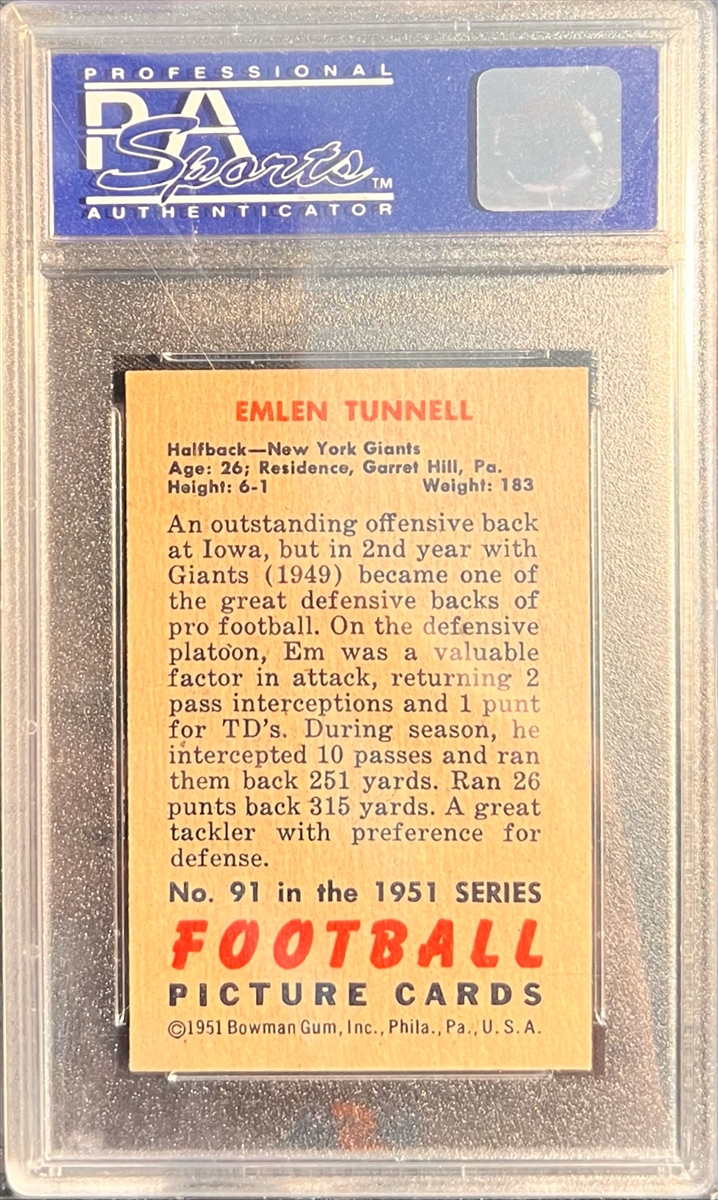 PROFESSIONAL
Sports™
AUTHENTICATOR
EMLEN TUNNELL
Halfback—New York Giants
Age: 26; Residence, Garret Hill, Pa.
Height: 6-1 Weight: 183
An outstanding offensive back
at Iowa, but in 2nd year with
Giants (1949) became one of
the great defensive backs of
pro football. On the defensive
platoon, Em was a valuable
factor in attack, returning 2
pass interceptions and 1 punt
for TD's. During season, he
intercepted 10 passes and ran
them back 251 yards. Ran 26
punts back 315 yards. A great
tackler with preference for
defense.
No. 91 in the 1951 SERIES
FOOTBALL
PICTURE CARDS
©1951 Bowman Gum, Inc., Phila., Pa., U.S.A.